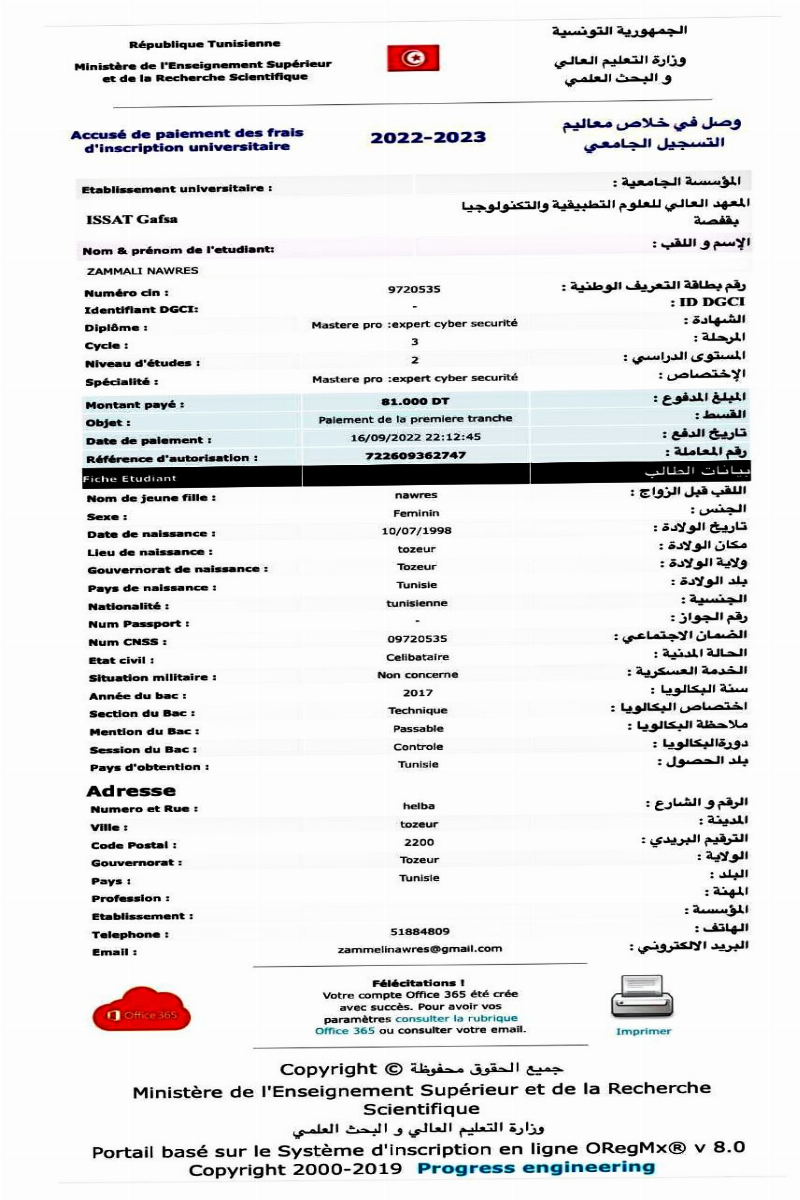 République Tunisienne
Ministère de l'Enseignement Supérieur
et de la Recherche Scientifique
الجمهورية التونسية
وزارة التعليم العالي
و البحث العلمي
Accusé de paiement des frais
d'inscription universitaire
2022-2023
وصل في خلاص معاليم
التسجيل الجامعي
Etablissement universitaire :
المؤسسة الجامعية :
ISSAT Gafsa
المعهد العالي للعلوم التطبيقية والتكنولوجيا
بقفصة
Nom & prénom de l'etudiant:
الإسم و اللقب :
ZAMMALI NAWRES
Numéro cin : 9720535 رقم بطاقة التعريف الوطنية :
Identifiant DGCI: - ID DGCI :
Diplôme : Mastere pro :expert cyber securité الشهادة :
Cycle : 3 المرحلة :
Niveau d'études : 2 المستوى الدراسي :
Spécialité : Mastere pro :expert cyber securité الإختصاص :
Montant payé : 81.000 DT المبلغ المدفوع :
Objet : Paiement de la premiere tranche القسط :
Date de paiement : 16/09/2022 22:12:45 تاريخ الدفع :
Référence d'autorisation : 722609362747 رقم المعاملة :
Fiche Etudiant بيانات الطالب
Nom de jeune fille : nawres اللقب قبل الزواج :
Sexe : Feminin الجنس :
Date de naissance : 10/07/1998 تاريخ الولادة :
Lieu de naissance : tozeur مكان الولادة :
Gouvernorat de naissance : Tozeur ولاية الولادة :
Pays de naissance : Tunisie بلد الولادة :
Nationalité : tunisienne الجنسية :
Num Passport : - رقم الجواز :
Num CNSS : 09720535 الضمان الاجتماعي :
Etat civil : Celibataire الحالة المدنية :
Situation militaire : Non concerne الخدمة العسكرية :
Année du bac : 2017 سنة البكالويا :
Section du Bac : Technique اختصاص البكالويا :
Mention du Bac : Passable ملاحظة البكالويا :
Session du Bac : Controle دورةالبكالويا :
Pays d'obtention : Tunisie بلد الحصول :
Adresse
Numero et Rue : helba الرقم و الشارع :
Ville : tozeur المدينة :
Code Postal : 2200 الترقيم البريدي :
Gouvernorat : Tozeur الولاية :
Pays : Tunisie البلد :
Profession : المهنة :
Etablissement : المؤسسة :
Telephone : 51884809 الهاتف :
Email : zammelinawres@gmail.com البريد الالكتروني :
Office 365
Félécitations !
Votre compte Office 365 été crée
avec succès. Pour avoir vos
paramètres consulter la rubrique
Office 365 ou consulter votre email.
Imprimer
Copyright © جميع الحقوق محفوظة
Ministère de l'Enseignement Supérieur et de la Recherche
Scientifique
وزارة التعليم العالي و البحث العلمي
Portail basé sur le Système d'inscription en ligne ORegMx® v 8.0
Copyright 2000-2019 Progress engineering